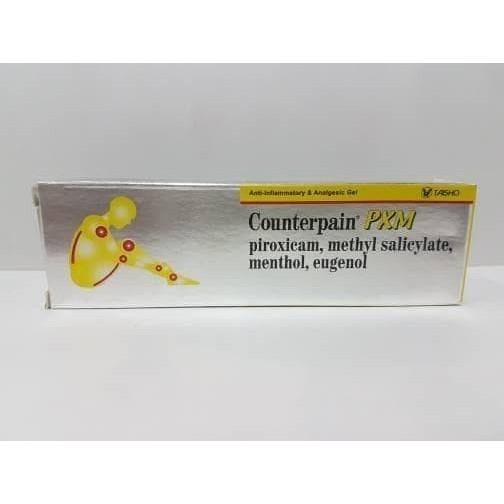 Anti-Inflammatory & Analgesic Gel
TAISHO
Counterpain® PXM
piroxicam, methyl salicylate,
menthol, eugenol